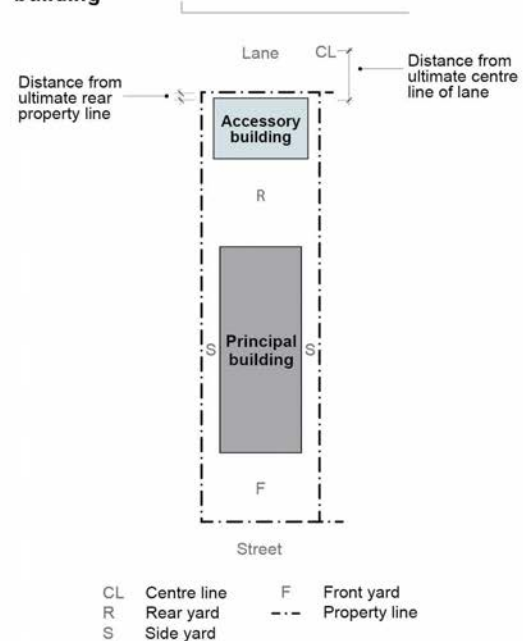 building
Lane CL
Distance from
ultimate rear
property line
Distance from
ultimate centre
line of lane
Accessory
building
R
S
Principal
building
S
F
Street
CL Centre line
F Front yard
R Rear yard
Property line
S Side yard